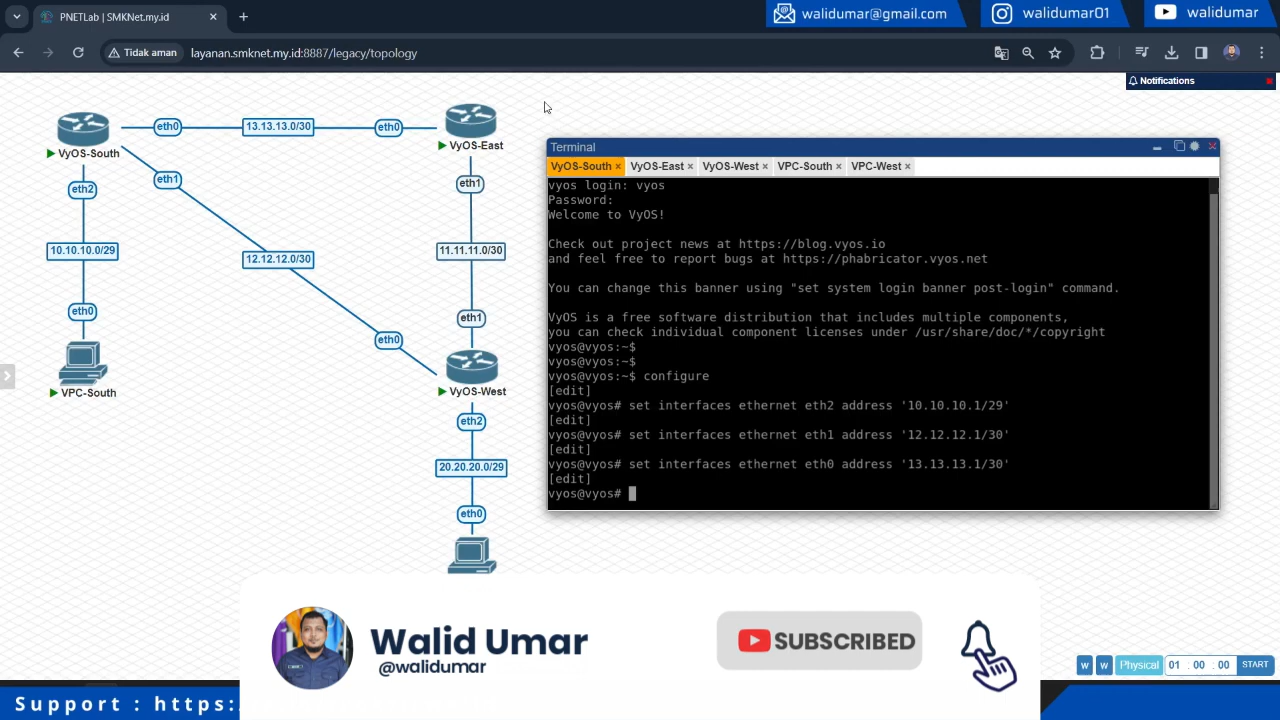 PNETLab | SMKNet.my.id
walidumar@gmail.com
walidumar01
walidumar
Tidak aman
layanan.smknet.my.id:8887/legacy/topology
Notifications
eth0
13.13.13.0/30
eth0
VyOS-South
VyOS-East
eth1
eth2
eth1
10.10.10.0/29
12.12.12.0/30
11.11.11.0/30
eth0
eth1
eth0
VPC-South
VyOS-West
eth2
20.20.20.0/29
eth0
Terminal
VyOS-South × VyOS-East × VyOS-West × VPC-South × VPC-West ×
vyos login: vyos
Password:
Welcome to VyOS!
Check out project news at https://blog.vyos.io
and feel free to report bugs at https://phabricator.vyos.net
You can change this banner using "set system login banner post-login" command.
VyOS is a free software distribution that includes multiple components,
you can check individual component licenses under /usr/share/doc/*/copyright
vyos@vyos:~$
vyos@vyos:~$
vyos@vyos:~$ configure
[edit]
vyos@vyos# set interfaces ethernet eth2 address '10.10.10.1/29'
[edit]
vyos@vyos# set interfaces ethernet eth1 address '12.12.12.1/30'
[edit]
vyos@vyos# set interfaces ethernet eth0 address '13.13.13.1/30'
[edit]
vyos@vyos#
Walid Umar
@walidumar
SUBSCRIBED
w w Physical 01 : 00 : 00 START
Support : https:/